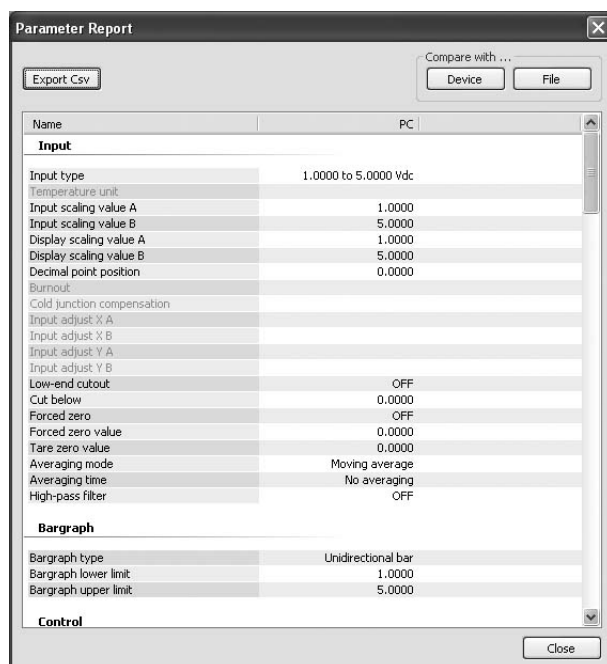 Parameter Report
Compare with ...
Export Csv Device File
Name PC
Input
Input type 1.0000 to 5.0000 Vdc
Temperature unit
Input scaling value A 1.0000
Input scaling value B 5.0000
Display scaling value A 1.0000
Display scaling value B 5.0000
Decimal point position 0.0000
Burnout
Cold junction compensation
Input adjust X A
Input adjust X B
Input adjust Y A
Input adjust Y B
Low-end cutout OFF
Cut below 0.0000
Forced zero OFF
Forced zero value 0.0000
Tare zero value 0.0000
Averaging mode Moving average
Averaging time No averaging
High-pass filter OFF
Bargraph
Bargraph type Unidirectional bar
Bargraph lower limit 1.0000
Bargraph upper limit 5.0000
Control
Close